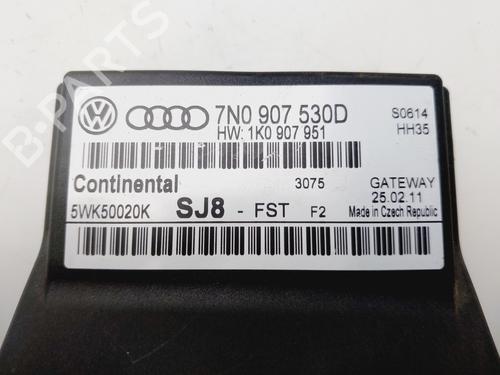 7N0 907 530D
S0614
HW: 1K0 907 951
HH35
Continental 3075 GATEWAY
25.02.11
5WK50020K SJ8 - FST F2 Made in Czech Republic
B-PARTS